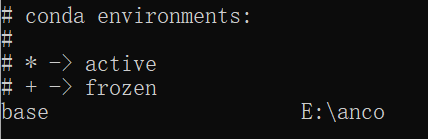 # conda environments:
#
# * -> active
# + -> frozen
base                 E:\anco